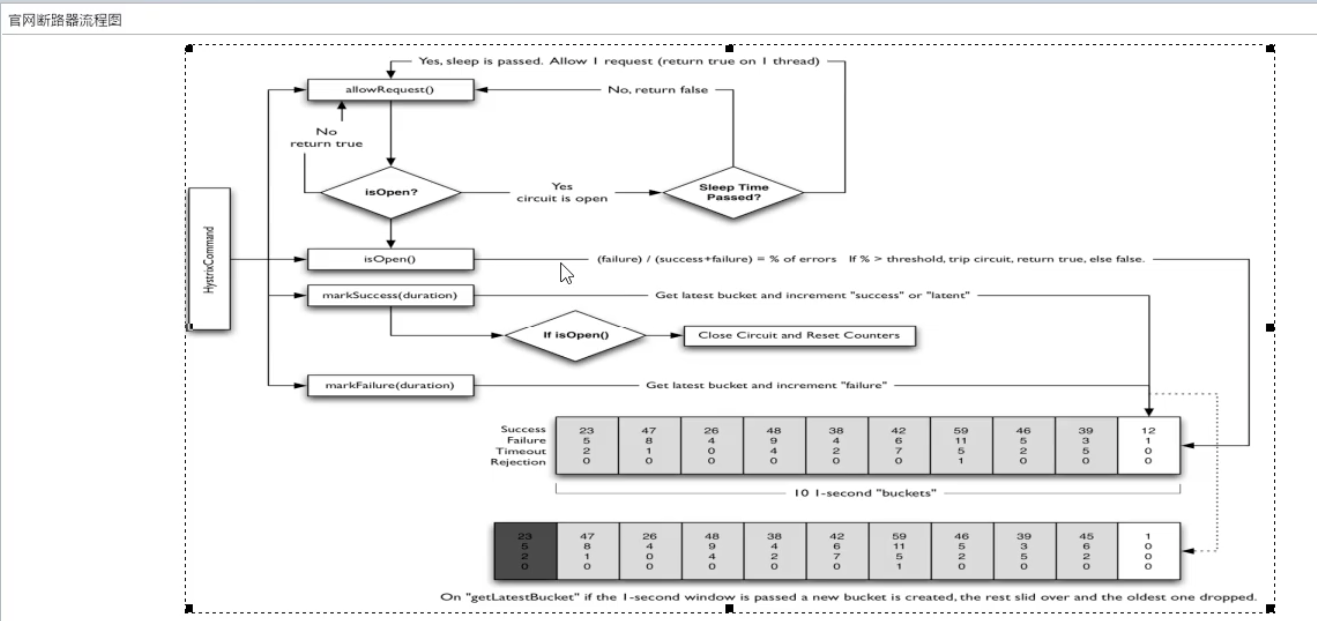 官网断路器流程图
Yes, sleep is passed. Allow 1 request (return true on 1 thread)
allowRequest()
No, return false
No
return true
isOpen?
Yes
circuit is open
Sleep Time
Passed?
HystrixCommand
isOpen()
(failure) / (success+failure) = % of errors If % > threshold, trip circuit, return true, else false.
markSuccess(duration)
Get latest bucket and increment "success" or "latent"
If isOpen()
Close Circuit and Reset Counters
markFailure(duration)
Get latest bucket and increment "failure"
Success 23 47 26 48 38 42 59 46 39 12
Failure 5 8 4 9 4 6 11 5 3 1
Timeout 2 1 0 4 2 7 5 2 5 0
Rejection 0 0 0 0 0 0 1 0 0 0
10 1-second "buckets"
23 47 26 48 38 42 59 46 39 45 1
5 8 4 9 4 6 11 5 3 6 0
2 1 0 4 2 7 5 2 5 2 0
0 0 0 0 0 0 1 0 0 0 0
On "getLatestBucket" if the 1-second window is passed a new bucket is created, the rest slid over and the oldest one dropped.